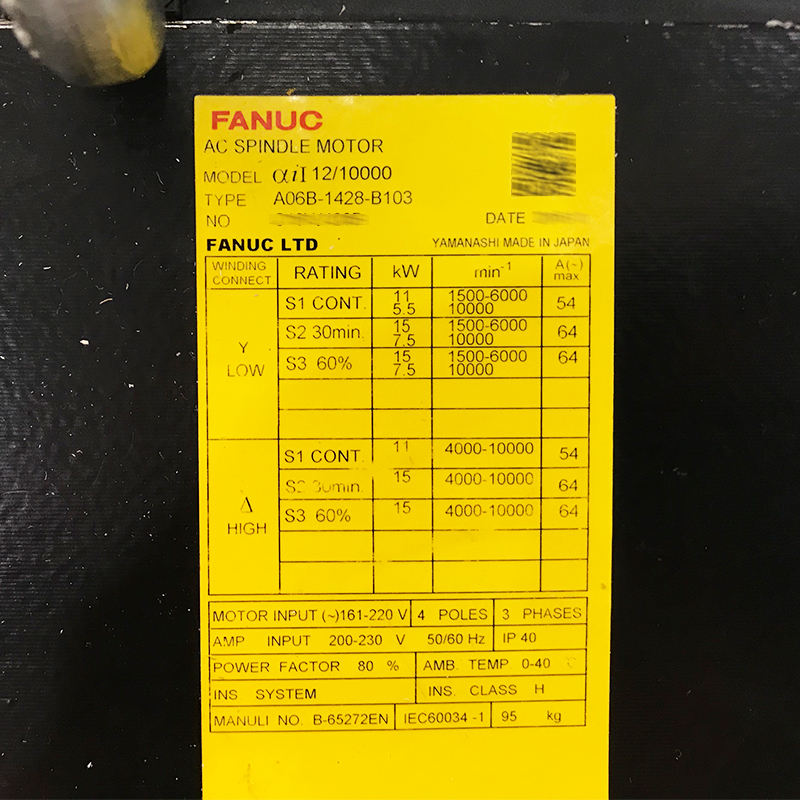 FANUC
AC SPINDLE MOTOR
MODEL αiI 12/10000
TYPE A06B-1428-B103
NO DATE
FANUC LTD YAMANASHI MADE IN JAPAN
WINDING CONNECT RATING kW min⁻¹ A(~) max.
Y LOW
S1 CONT. 11 5.5 1500-6000 10000 54
S2 30min. 15 7.5 1500-6000 10000 64
S3 60% 15 7.5 1500-6000 10000 64
Δ HIGH
S1 CONT. 11 4000-10000 54
S2 30min. 15 4000-10000 64
S3 60% 15 4000-10000 64
MOTOR INPUT (~)161-220 V 4 POLES 3 PHASES
AMP INPUT 200-230 V 50/60 Hz IP 40
POWER FACTOR 80 % AMB. TEMP 0-40 C
INS SYSTEM INS. CLASS H
MANULI NO. B-65272EN IEC60034 -1 95 kg